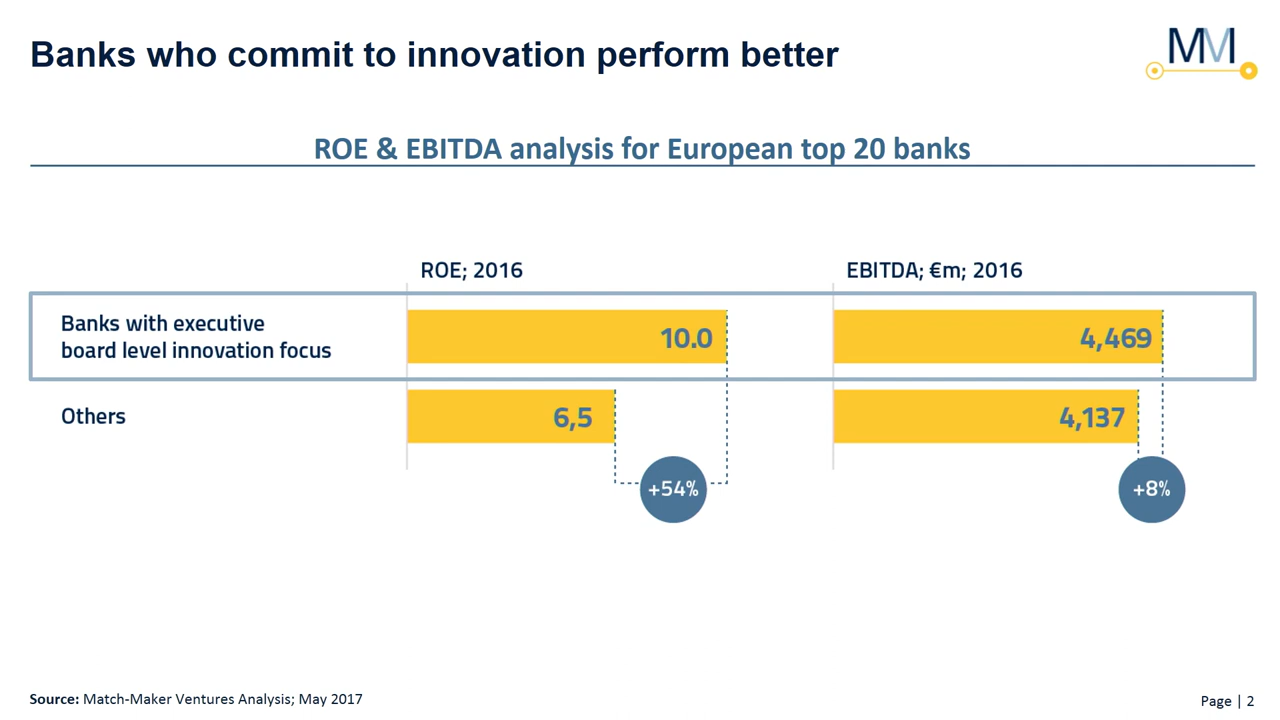 Banks who commit to innovation perform better
MM
ROE & EBITDA analysis for European top 20 banks
ROE; 2016
EBITDA; €m; 2016
Banks with executive
board level innovation focus
10.0
4,469
Others
6,5
4,137
+54%
+8%
Source: Match-Maker Ventures Analysis; May 2017
Page | 2